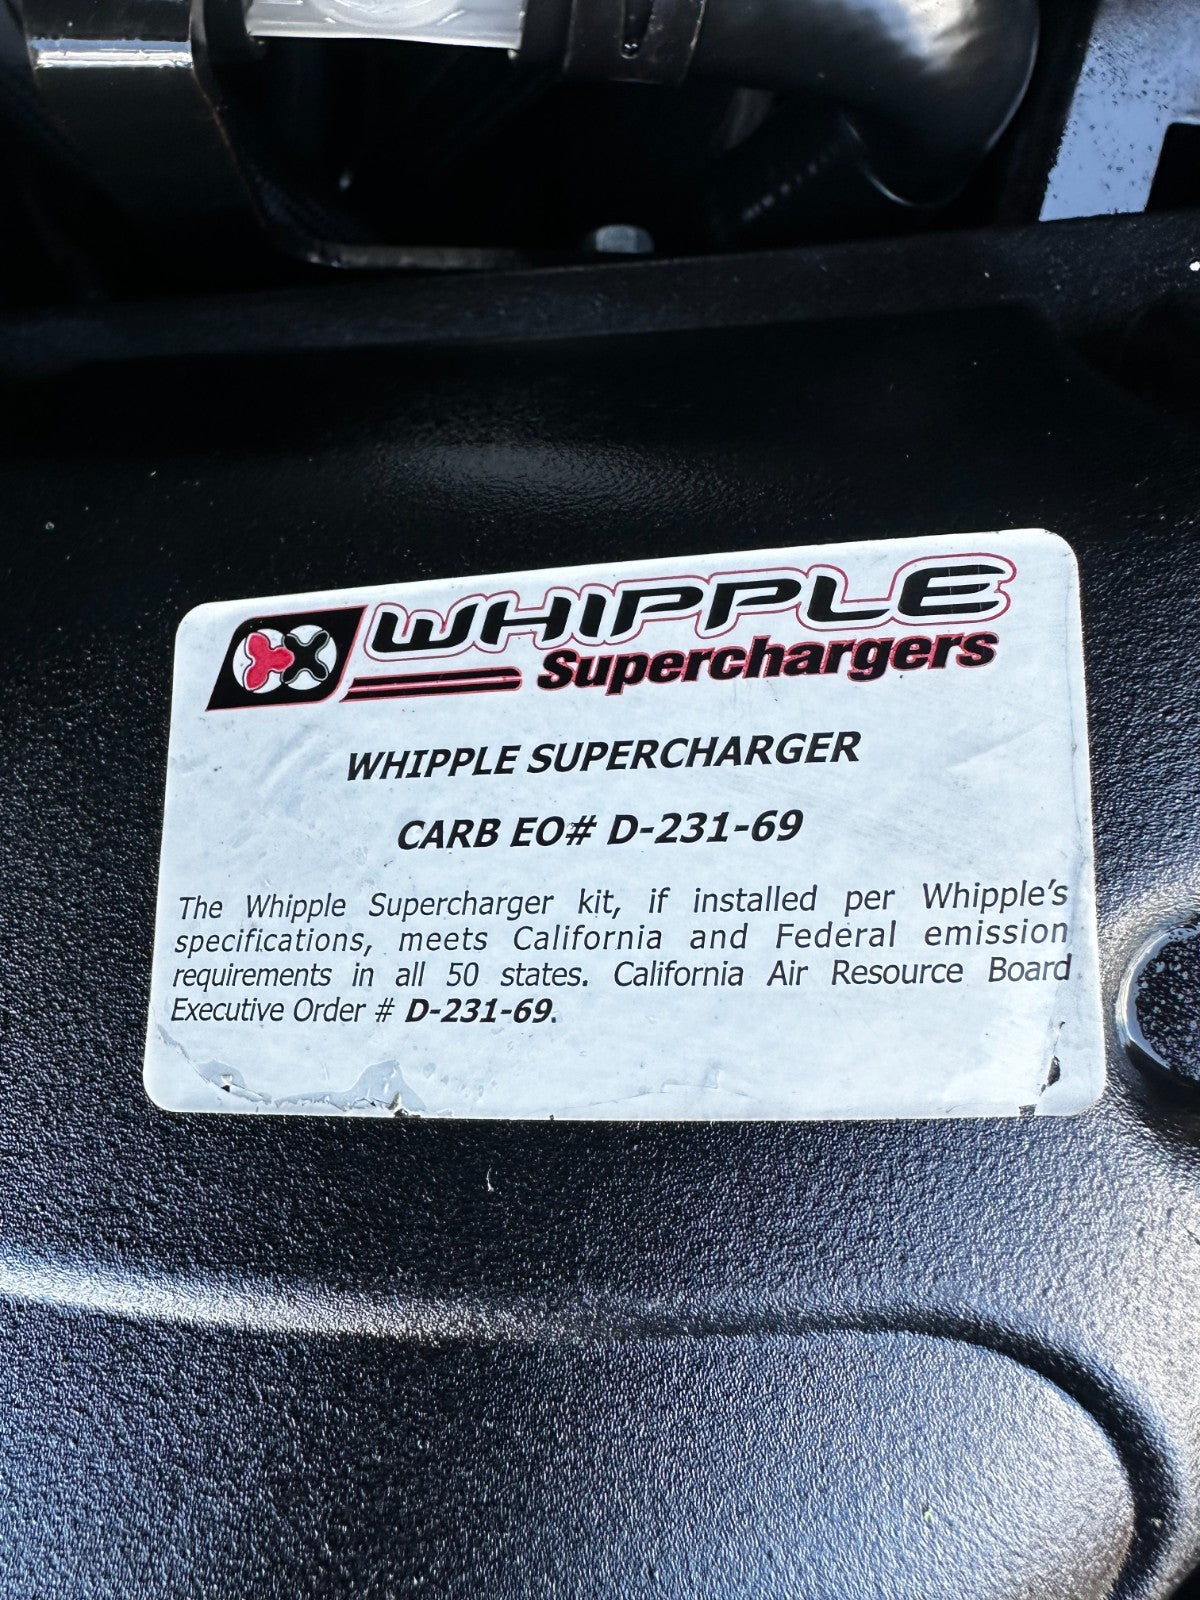 WHIPPLE
Superchargers
WHIPPLE SUPERCHARGER
CARB EO# D-231-69
The Whipple Supercharger kit, if installed per Whipple's
specifications, meets California and Federal emission
requirements in all 50 states. California Air Resource Board
Executive Order # D-231-69.